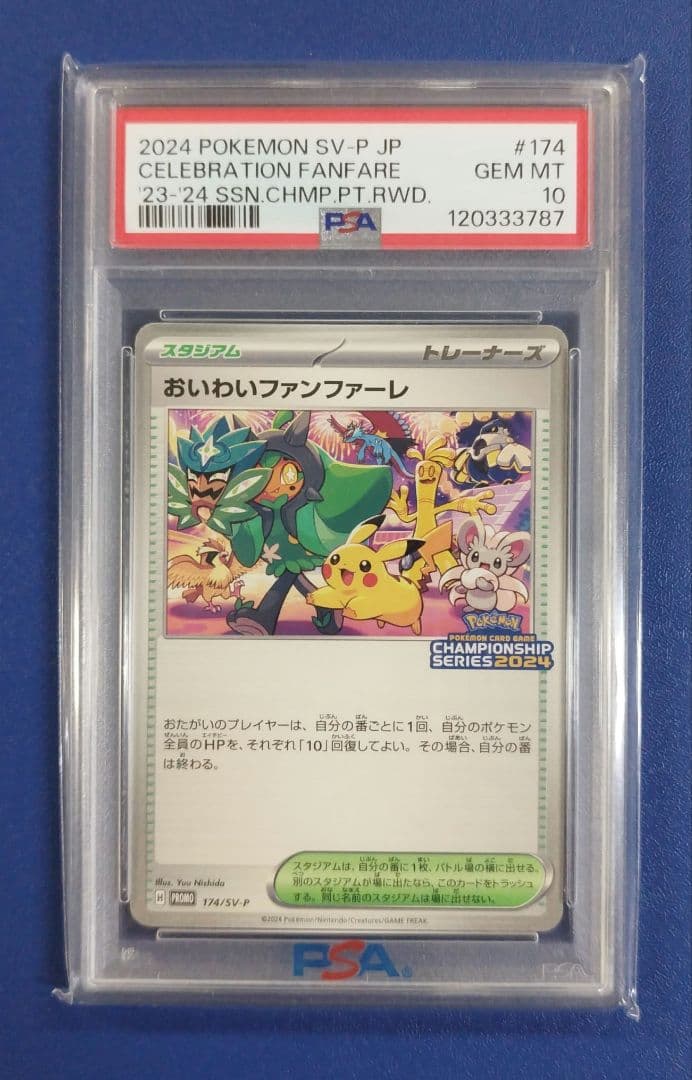 2024 POKEMON SV-P JP #174
CELEBRATION FANFARE GEM MT
'23-'24 SSN.CHMP.PT.RWD. 10
PSA 120333787
スタジアム トレーナーズ
おいわいファンファーレ
Pokémon
POKÉMON CARD GAME
CHAMPIONSHIP
SERIES 2024
おたがいのプレイヤーは、自分の番ごとに1回、自分のポケモン
全員のHPを、それぞれ「10」回復してよい。その場合、自分の番
は終わる。
スタジアムは、自分の番に1枚、バトル場の横に出せる。
別のスタジアムが場に出たなら、このカードをトラッシュ
する。同じ名前のスタジアムは場に出せない。
Illus. Yuu Nishida
H PROMO 174/SV-P
©2024 Pokémon/Nintendo/Creatures/GAME FREAK.
PSA
PSA